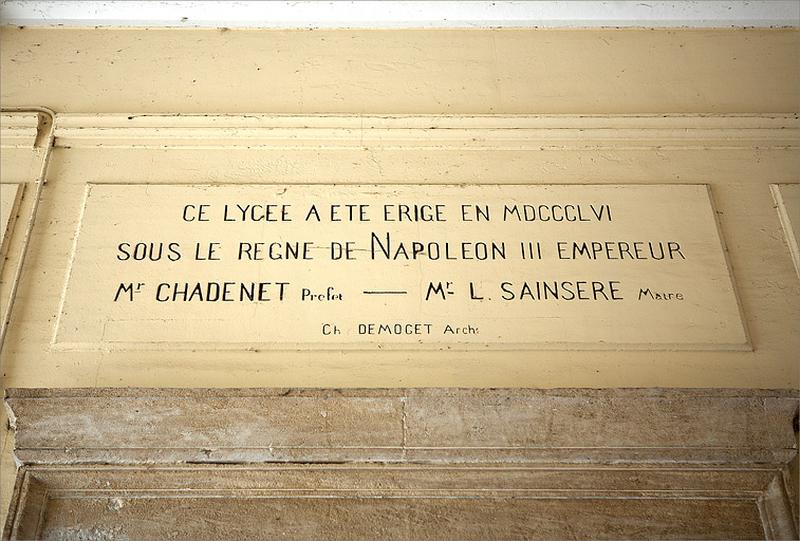 CE LYCEE A ETE ERIGE EN MDCCCLVI
SOUS LE REGNE DE NAPOLEON III EMPEREUR
Mr CHADENET Prefet — Mr L. SAINSERE Maire
Ch. DEMOGET Archt